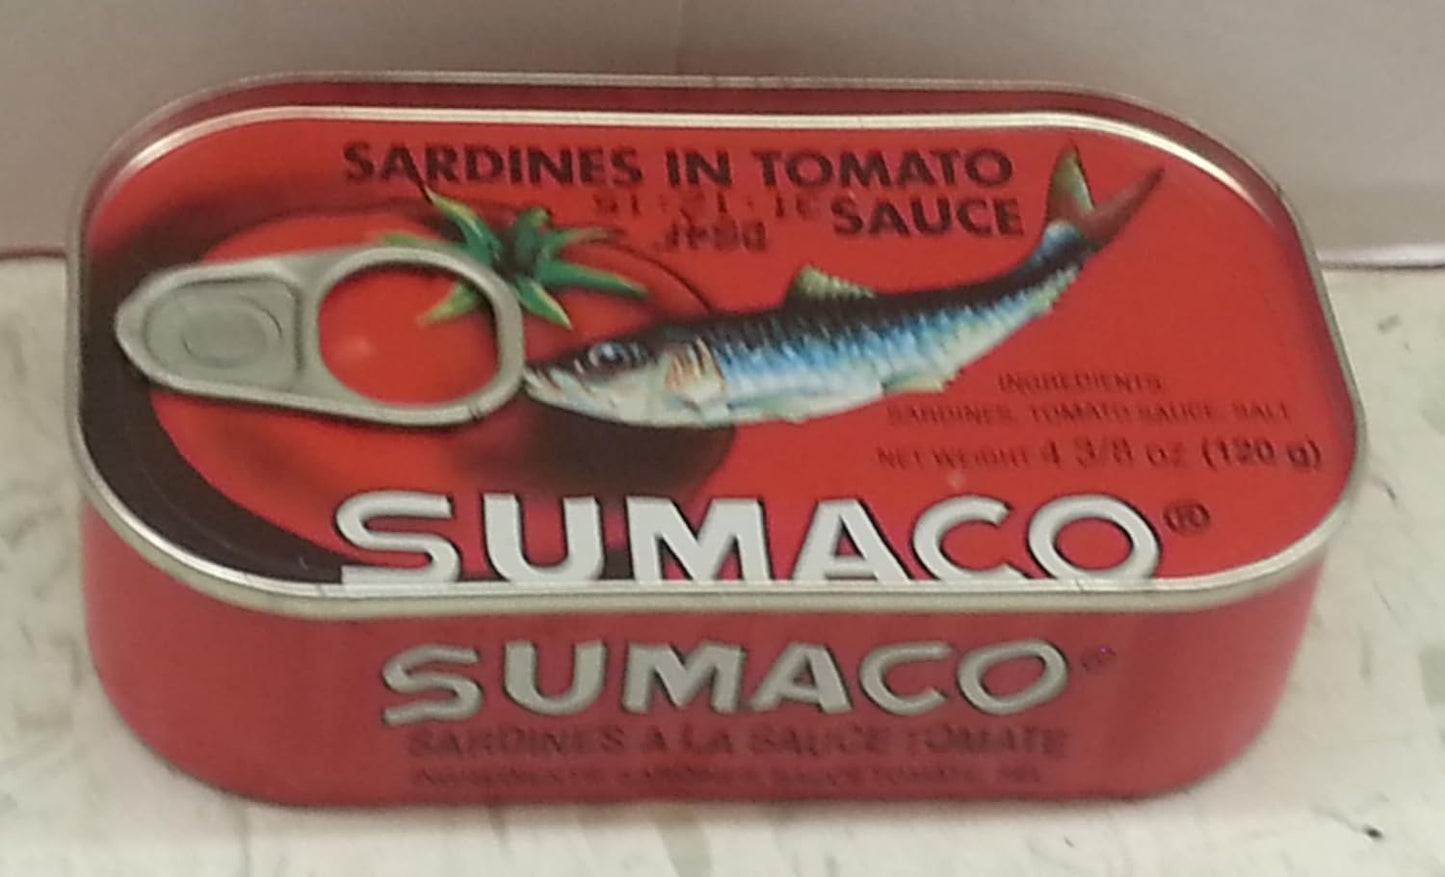 SARDINES IN TOMATO
SAUCE
INGREDIENTS:
SARDINES, TOMATO SAUCE, SALT
NET WEIGHT 4 3/8 oz (120 g)
SUMACO®
SUMACO®
SARDINES A LA SAUCE TOMATE